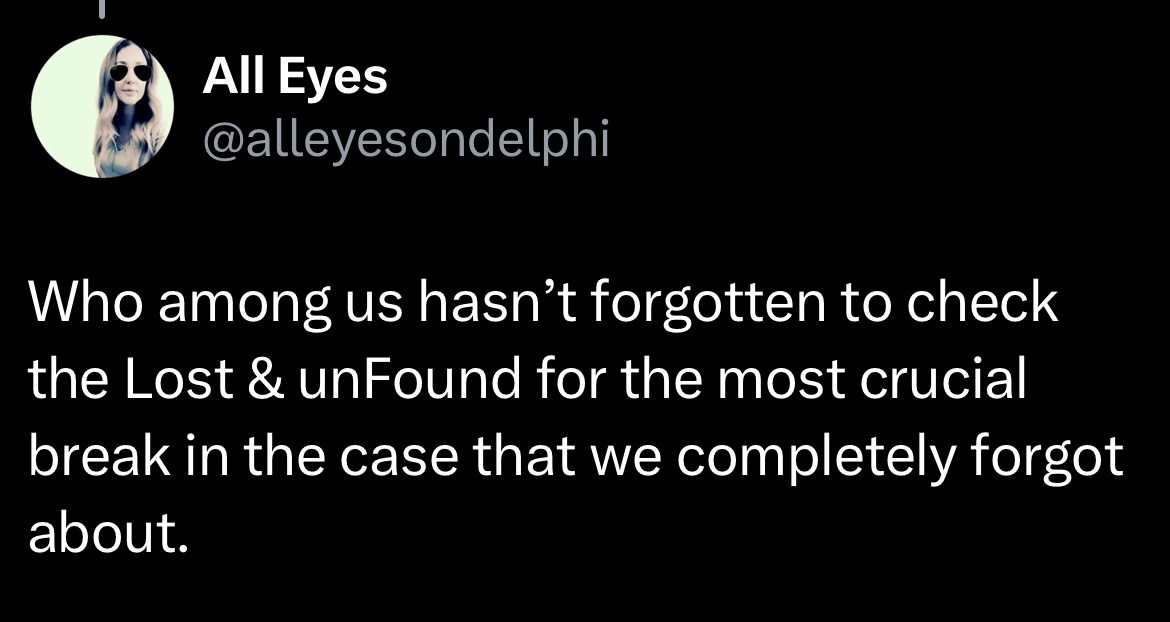 All Eyes
@alleyesondelphi
Who among us hasn’t forgotten to check
the Lost & unFound for the most crucial
break in the case that we completely forgot
about.